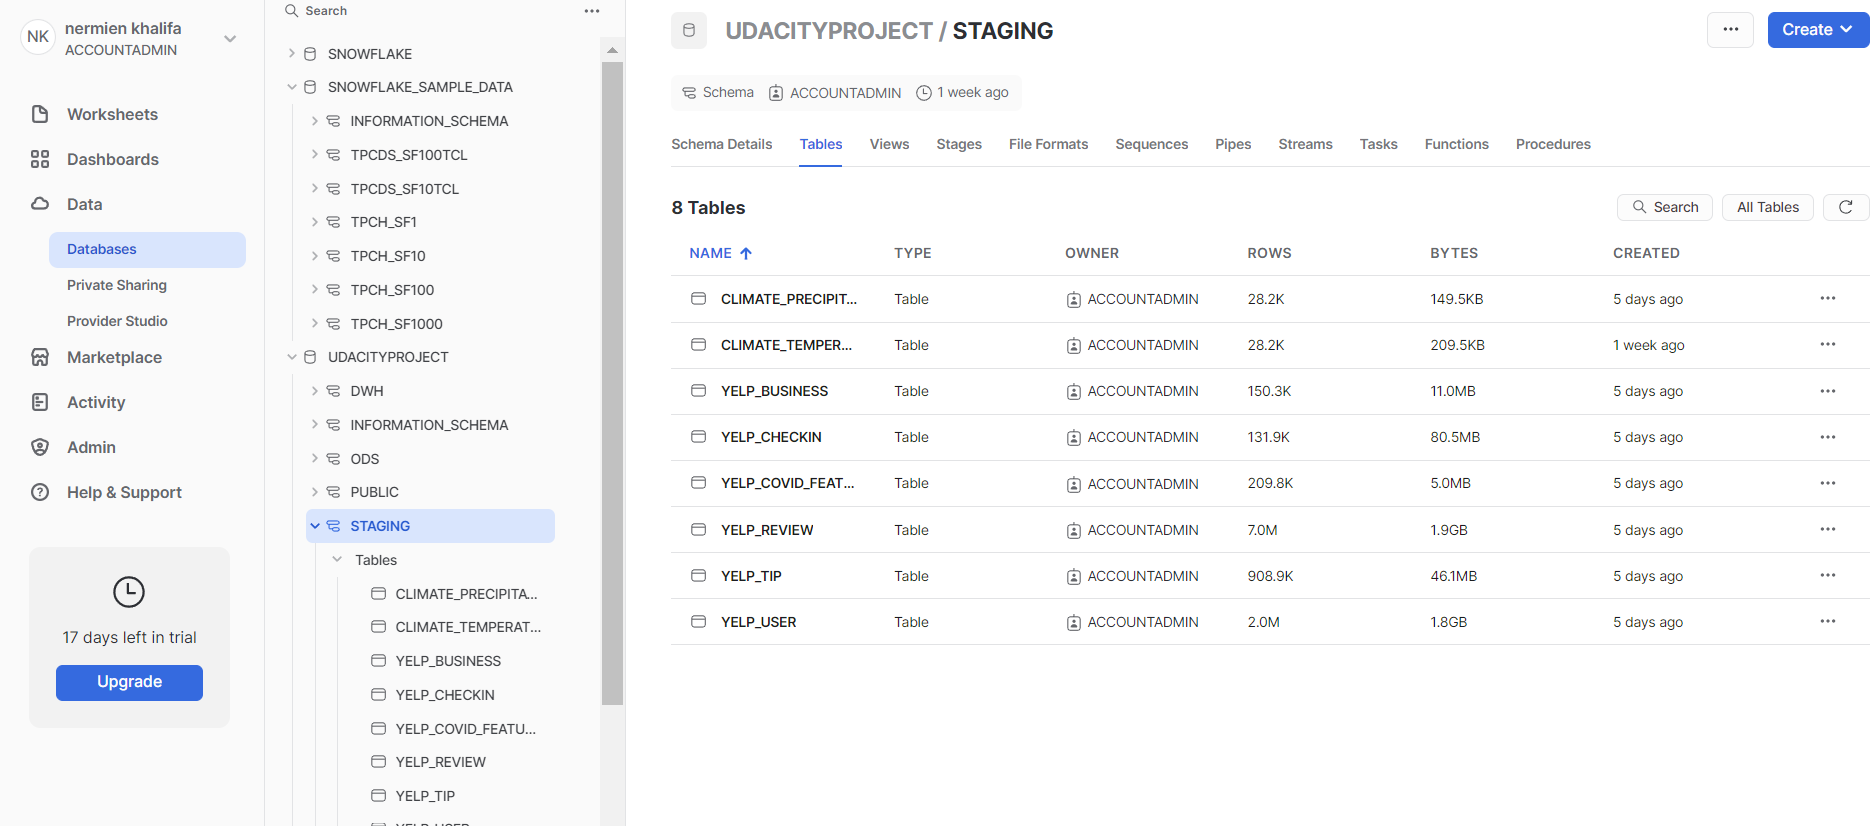 NK
nermien khalifa
ACCOUNTADMIN
Worksheets
Dashboards
Data
Databases
Private Sharing
Provider Studio
Marketplace
Activity
Admin
Help & Support
17 days left in trial
Upgrade
Search
SNOWFLAKE
SNOWFLAKE_SAMPLE_DATA
INFORMATION_SCHEMA
TPCDS_SF100TCL
TPCDS_SF10TCL
TPCH_SF1
TPCH_SF10
TPCH_SF100
TPCH_SF1000
UDACITYPROJECT
DWH
INFORMATION_SCHEMA
ODS
PUBLIC
STAGING
Tables
CLIMATE_PRECIPITA...
CLIMATE_TEMPERAT...
YELP_BUSINESS
YELP_CHECKIN
YELP_COVID_FEATU...
YELP_REVIEW
YELP_TIP
YELP_USER
UDACITYPROJECT / STAGING
Create
Schema ACCOUNTADMIN 1 week ago
Schema Details Tables Views Stages File Formats Sequences Pipes Streams Tasks Functions Procedures
8 Tables
Search All Tables
NAME TYPE OWNER ROWS BYTES CREATED
CLIMATE_PRECIPIT... Table ACCOUNTADMIN 28.2K 149.5KB 5 days ago
CLIMATE_TEMPER... Table ACCOUNTADMIN 28.2K 209.5KB 1 week ago
YELP_BUSINESS Table ACCOUNTADMIN 150.3K 11.0MB 5 days ago
YELP_CHECKIN Table ACCOUNTADMIN 131.9K 80.5MB 5 days ago
YELP_COVID_FEAT... Table ACCOUNTADMIN 209.8K 5.0MB 5 days ago
YELP_REVIEW Table ACCOUNTADMIN 7.0M 1.9GB 5 days ago
YELP_TIP Table ACCOUNTADMIN 908.9K 46.1MB 5 days ago
YELP_USER Table ACCOUNTADMIN 2.0M 1.8GB 5 days ago